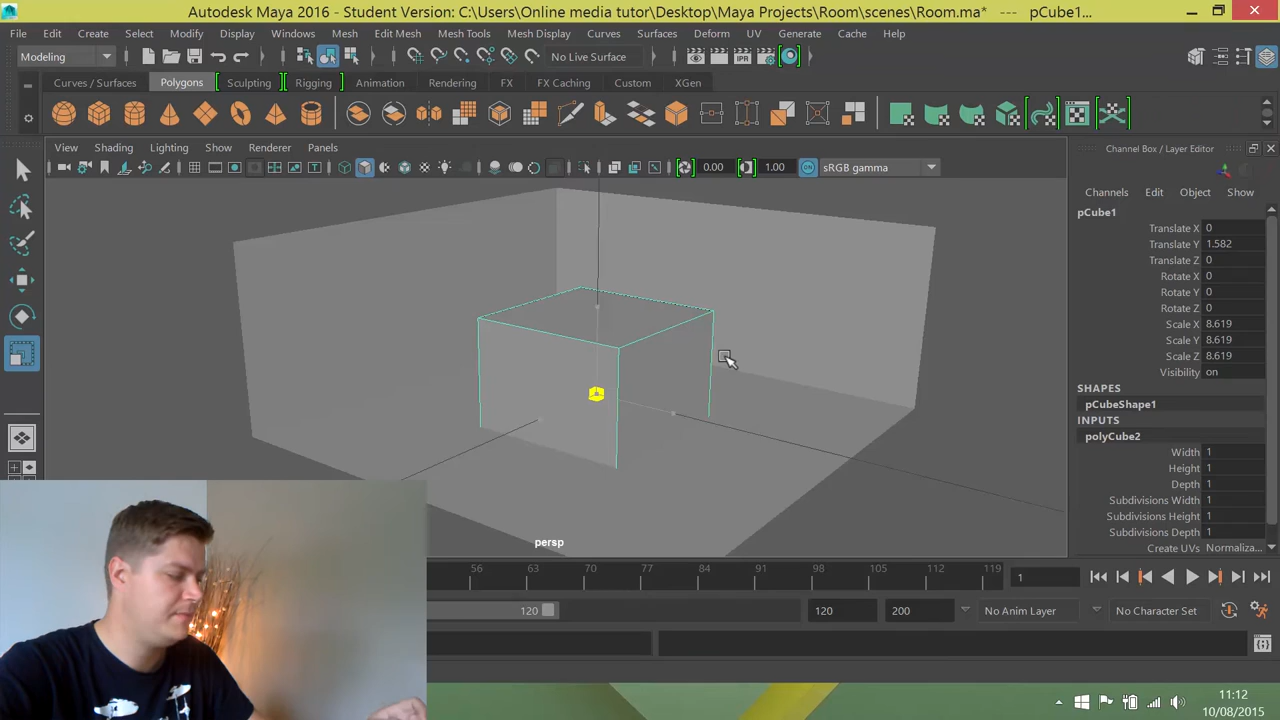 Autodesk Maya 2016 - Student Version: C:\Users\Online media tutor\Desktop\Maya Projects\Room\scenes\Room.ma* --- pCube1...
File Edit Create Select Modify Display Windows Mesh Edit Mesh Mesh Tools Mesh Display Curves Surfaces Deform UV Generate Cache Help
Modeling No Live Surface
Curves / Surfaces Polygons Sculpting Rigging Animation Rendering FX FX Caching Custom XGen
View Shading Lighting Show Renderer Panels
Channel Box / Layer Editor
0.00 1.00 ON sRGB gamma
Channels Edit Object Show
pCube1
Translate X 0
Translate Y 1.582
Translate Z 0
Rotate X 0
Rotate Y 0
Rotate Z 0
Scale X 8.619
Scale Y 8.619
Scale Z 8.619
Visibility on
SHAPES
pCubeShape1
INPUTS
polyCube2
Width 1
Height 1
Depth 1
Subdivisions Width 1
Subdivisions Height 1
Subdivisions Depth 1
Create UVs Normaliza...
persp
56 63 70 77 84 91 98 105 112 119 1
120 120 200 No Anim Layer No Character Set
11:12
10/08/2015